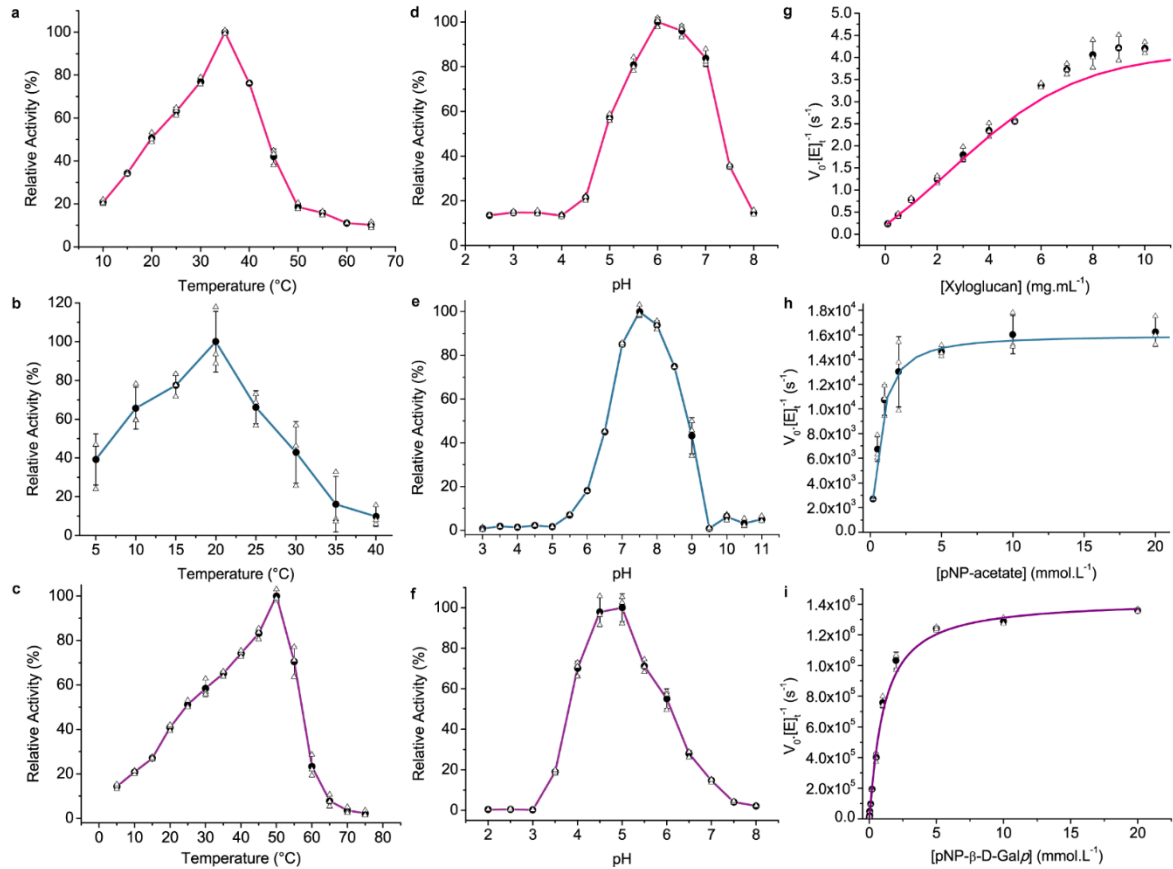 a
Relative Activity (%)
100
80
60
40
20
0
10 20 30 40 50 60 70
Temperature (°C)
d
Relative Activity (%)
100
80
60
40
20
0
2 3 4 5 6 7 8
pH
g
V₀.[E]ₜ⁻¹ (s⁻¹)
5.0
4.5
4.0
3.5
3.0
2.5
2.0
1.5
1.0
0.5
0.0
0 2 4 6 8 10
[Xyloglucan] (mg.mL⁻¹)
b
Relative Activity (%)
120
100
80
60
40
20
0
5 10 15 20 25 30 35 40
Temperature (°C)
e
Relative Activity (%)
100
80
60
40
20
0
3 4 5 6 7 8 9 10 11
pH
h
V₀.[E]ₜ⁻¹ (s⁻¹)
1.8x10⁴
1.6x10⁴
1.4x10⁴
1.2x10⁴
1.0x10⁴
8.0x10³
6.0x10³
4.0x10³
2.0x10³
0.0
0 5 10 15 20
[pNP-acetate] (mmol.L⁻¹)
c
Relative Activity (%)
100
80
60
40
20
0
0 10 20 30 40 50 60 70 80
Temperature (°C)
f
Relative Activity (%)
100
80
60
40
20
0
2 3 4 5 6 7 8
pH
i
V₀.[E]ₜ⁻¹ (s⁻¹)
1.4x10⁶
1.2x10⁶
1.0x10⁶
8.0x10⁵
6.0x10⁵
4.0x10⁵
2.0x10⁵
0.0
0 5 10 15 20
[pNP-β-D-Galp] (mmol.L⁻¹)